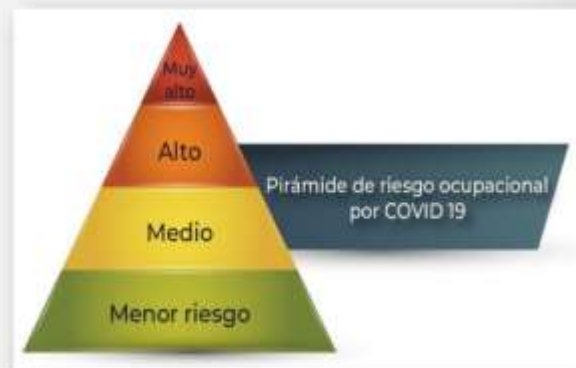 Muy
alto
Alto
Medio
Menor riesgo
Pirámide de riesgo ocupacional
por COVID 19